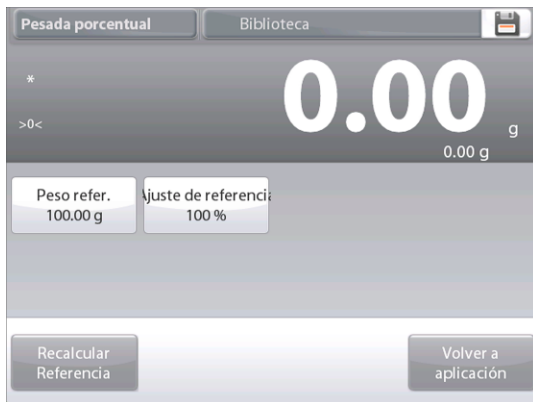 Pesada porcentual
Biblioteca
*
>0<
0.00 g
0.00 g
Peso refer.
100.00 g
Ajuste de referencia
100 %
Recalcular
Referencia
Volver a
aplicación